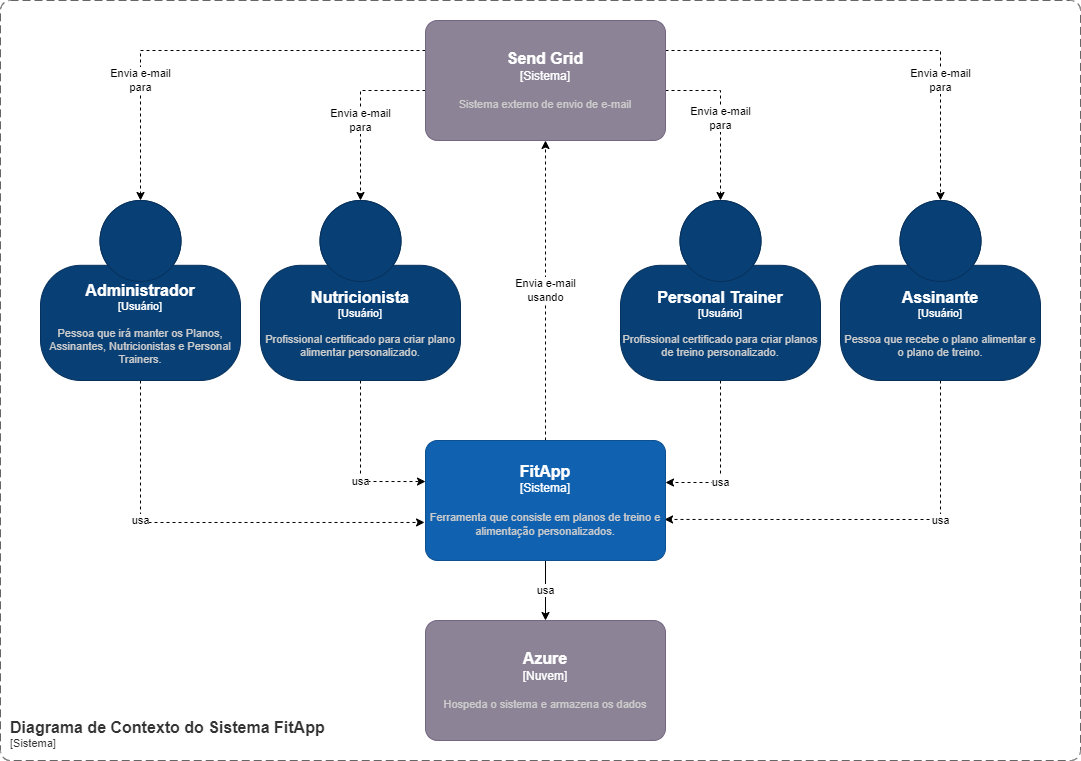 Send Grid
[Sistema]
Sistema externo de envio de e-mail
Envia e-mail
para
Envia e-mail
para
Envia e-mail
para
Envia e-mail
para
Administrador
[Usuário]
Pessoa que irá manter os Planos,
Assinantes, Nutricionistas e Personal
Trainers.
Nutricionista
[Usuário]
Profissional certificado para criar plano
alimentar personalizado.
Envia e-mail
usando
Personal Trainer
[Usuário]
Profissional certificado para criar planos
de treino personalizado.
Assinante
[Usuário]
Pessoa que recebe o plano alimentar e
o plano de treino.
usa
usa
usa
usa
FitApp
[Sistema]
Ferramenta que consiste em planos de treino e
alimentação personalizados.
usa
Azure
[Nuvem]
Hospeda o sistema e armazena os dados
Diagrama de Contexto do Sistema FitApp
[Sistema]